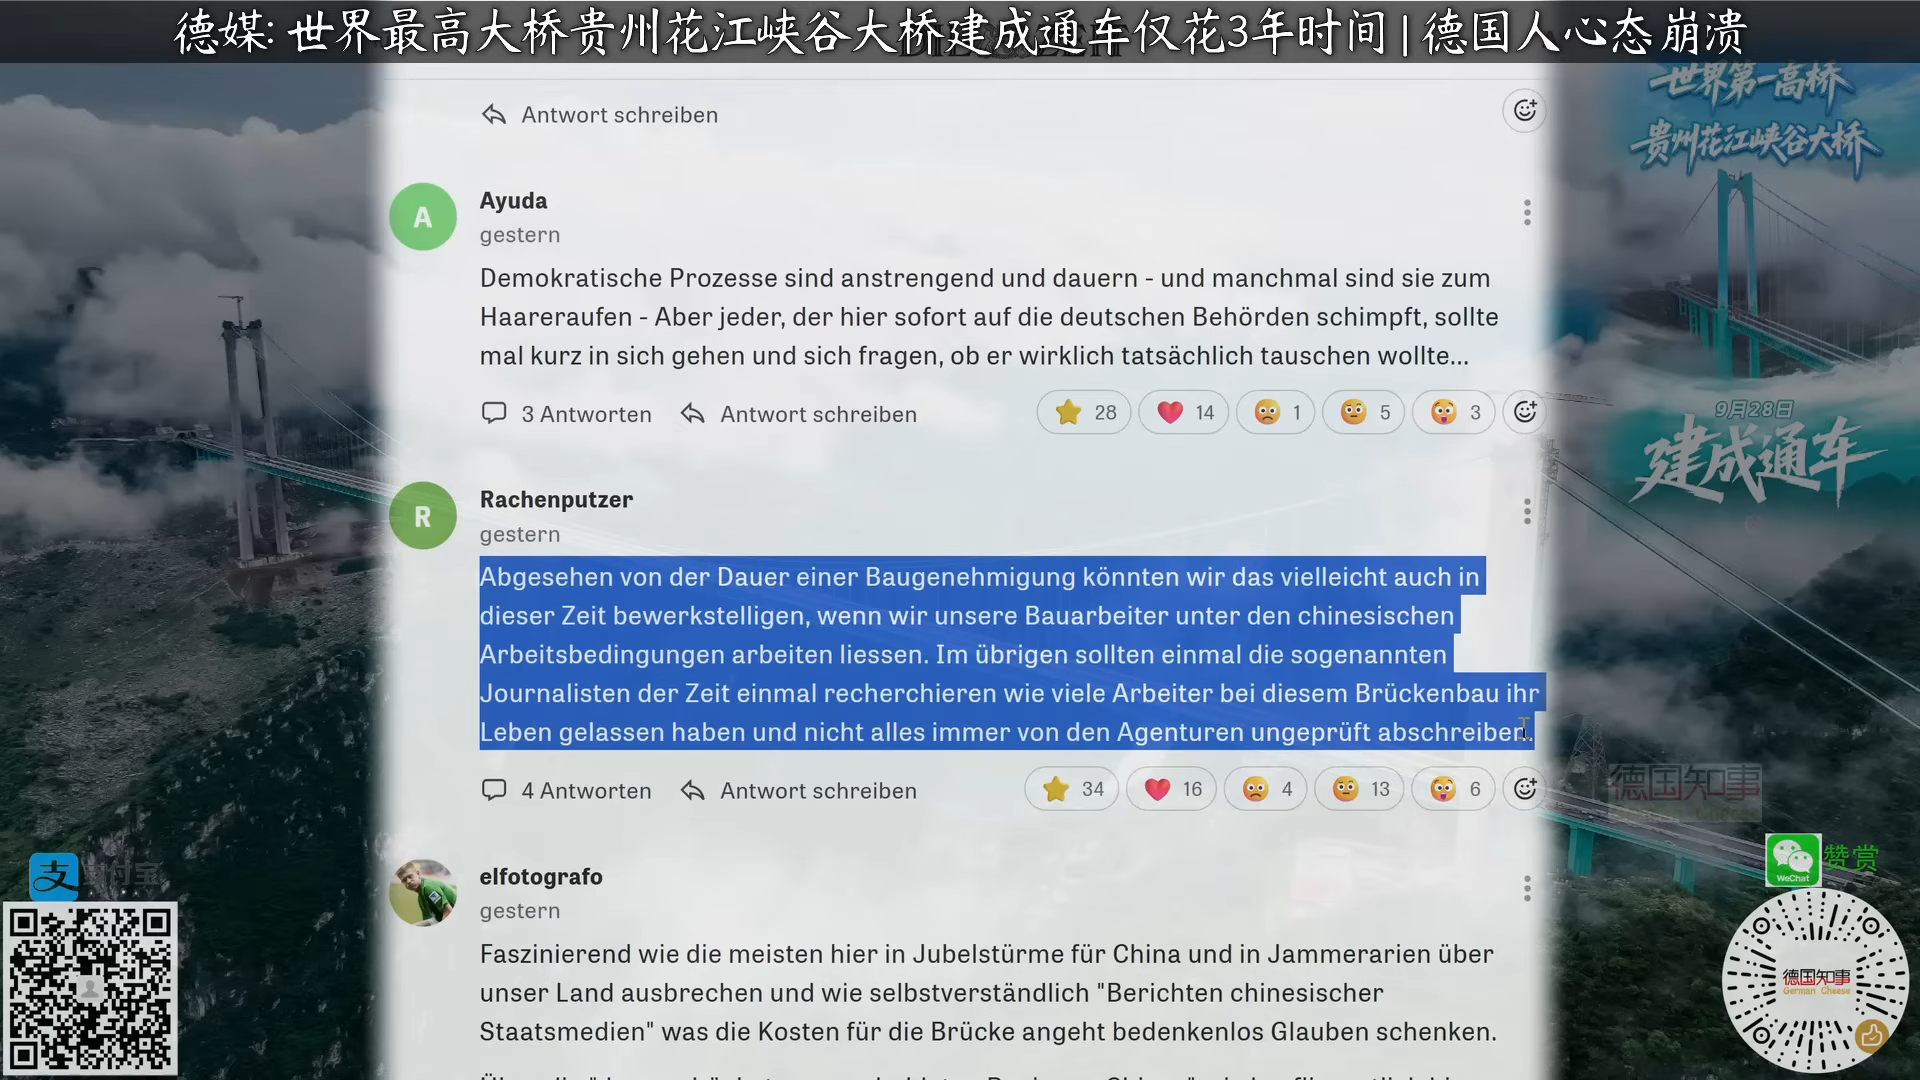 德媒: 世界最高大桥贵州花江峡谷大桥建成通车仅花3年时间 | 德国人心态崩溃
世界第一高桥
贵州花江峡谷大桥
Antwort schreiben
A
Ayuda
gestern
Demokratische Prozesse sind anstrengend und dauern - und manchmal sind sie zum
Haareraufen - Aber jeder, der hier sofort auf die deutschen Behörden schimpft, sollte
mal kurz in sich gehen und sich fragen, ob er wirklich tatsächlich tauschen wollte...
3 Antworten
Antwort schreiben
28
14
1
5
3
9月28日
建成通车
R
Rachenputzer
gestern
Abgesehen von der Dauer einer Baugenehmigung könnten wir das vielleicht auch in
dieser Zeit bewerkstelligen, wenn wir unsere Bauarbeiter unter den chinesischen
Arbeitsbedingungen arbeiten liessen. Im übrigen sollten einmal die sogenannten
Journalisten der Zeit einmal recherchieren wie viele Arbeiter bei diesem Brückenbau ihr
Leben gelassen haben und nicht alles immer von den Agenturen ungeprüft abschreiben.
4 Antworten
Antwort schreiben
34
16
4
13
6
德国知事
elfotografo
gestern
Faszinierend wie die meisten hier in Jubelstürme für China und in Jammerarien über
unser Land ausbrechen und wie selbstverständlich "Berichten chinesischer
Staatsmedien" was die Kosten für die Brücke angeht bedenkenlos Glauben schenken.
支
支付宝
WeChat
赞赏
德国知事
German Cheese